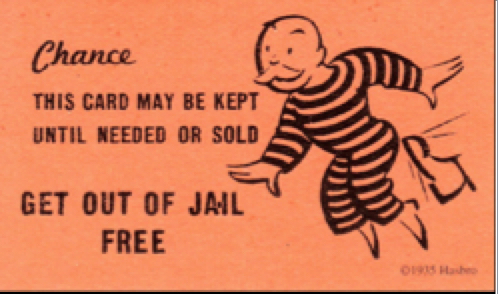 Chance
THIS CARD MAY BE KEPT
UNTIL NEEDED OR SOLD
GET OUT OF JAIL
FREE
©1935 Hasbro